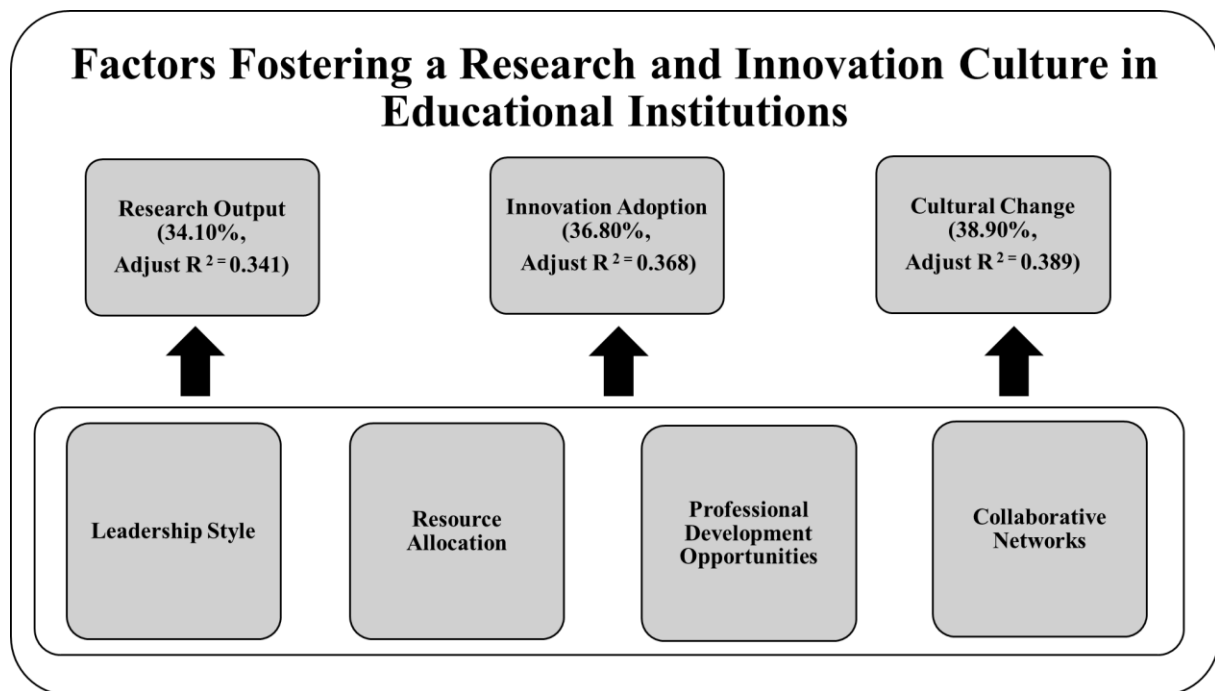 Factors Fostering a Research and Innovation Culture in
Educational Institutions
Research Output
(34.10%,
Adjust R ² ⁼ 0.341)
Innovation Adoption
(36.80%,
Adjust R ² ⁼ 0.368)
Cultural Change
(38.90%,
Adjust R ² ⁼ 0.389)
Leadership Style
Resource
Allocation
Professional
Development
Opportunities
Collaborative
Networks